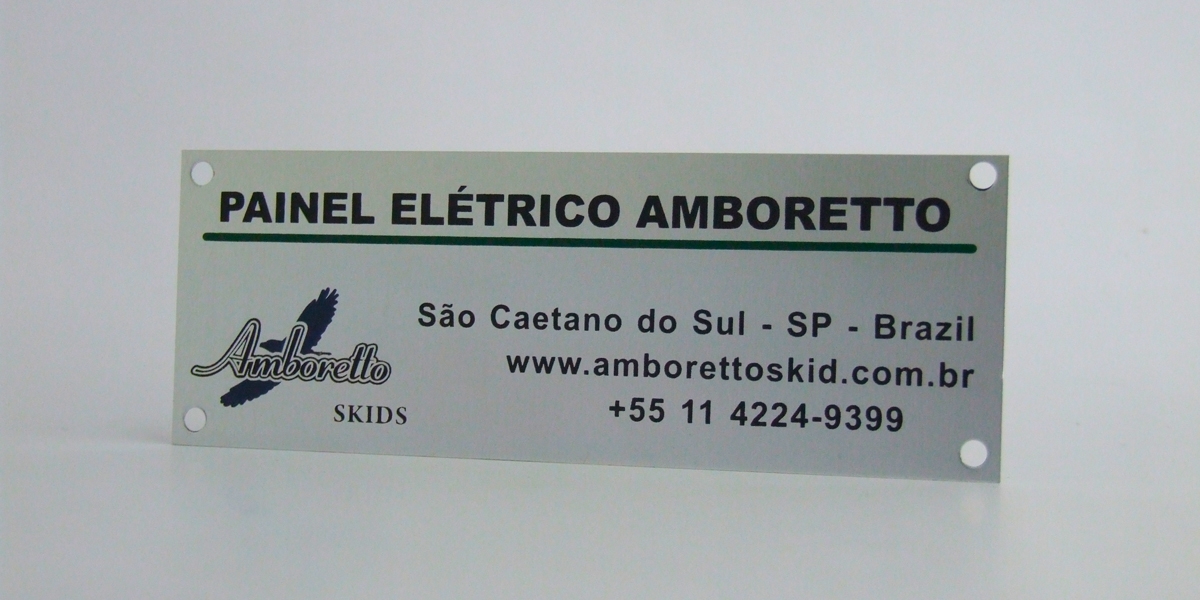 PAINEL ELÉTRICO AMBORETTO
Amboretto
SKIDS
São Caetano do Sul - SP - Brazil
www.amborettoskid.com.br
+55 11 4224-9399